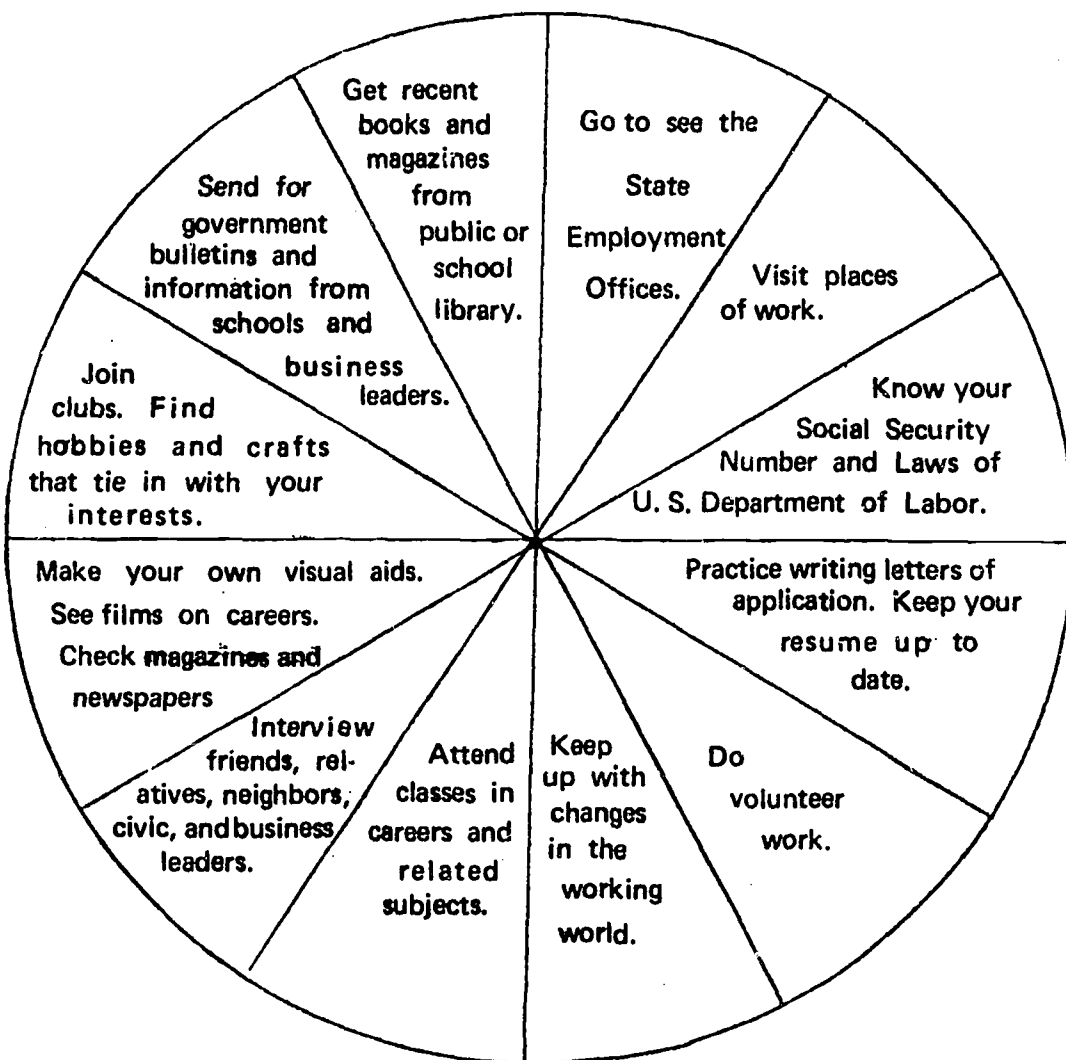 Get recent
books and
magazines
from
public or
school
library.
Go to see the
State
Employment
Offices.
Visit places
of work.
Know your
Social Security
Number and Laws of
U. S. Department of Labor.
Practice writing letters of
application. Keep your
resume up to
date.
Do
volunteer
work.
Keep
up with
changes
in the
working
world.
Attend
classes in
careers and
related
subjects.
Interview
friends, rel-
atives, neighbors,
civic, and business
leaders.
Make your own visual aids.
See films on careers.
Check magazines and
newspapers
Join
clubs. Find
hobbies and crafts
that tie in with your
interests.
Send for
government
bulletins and
information from
schools and
business
leaders.